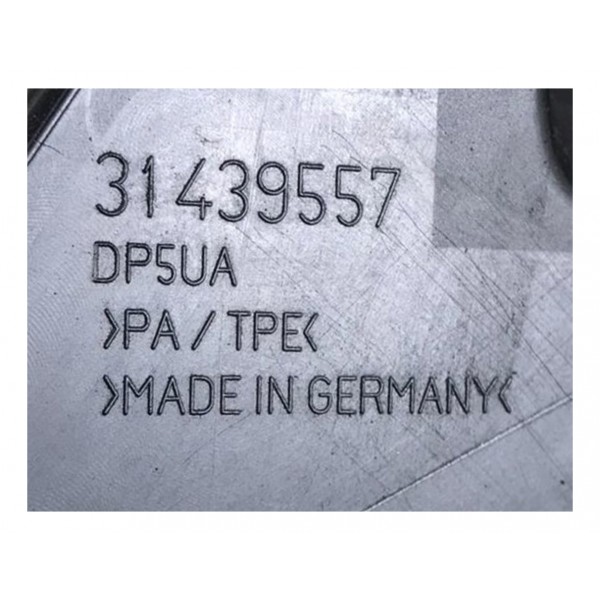 31439557
DP5UA
>PA/TPE<
>MADE IN GERMANY<